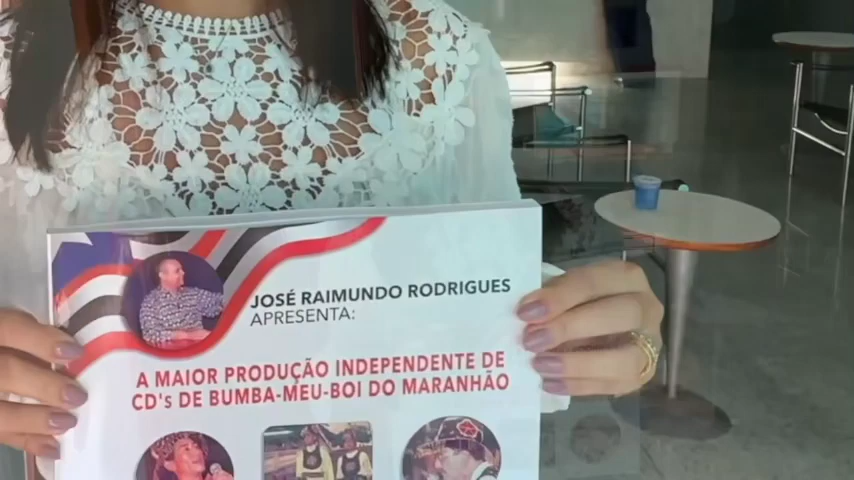 JOSÉ RAIMUNDO RODRIGUES
APRESENTA:
A MAIOR PRODUÇÃO INDEPENDENTE DE
CD's DE BUMBA-MEU-BOI DO MARANHÃO